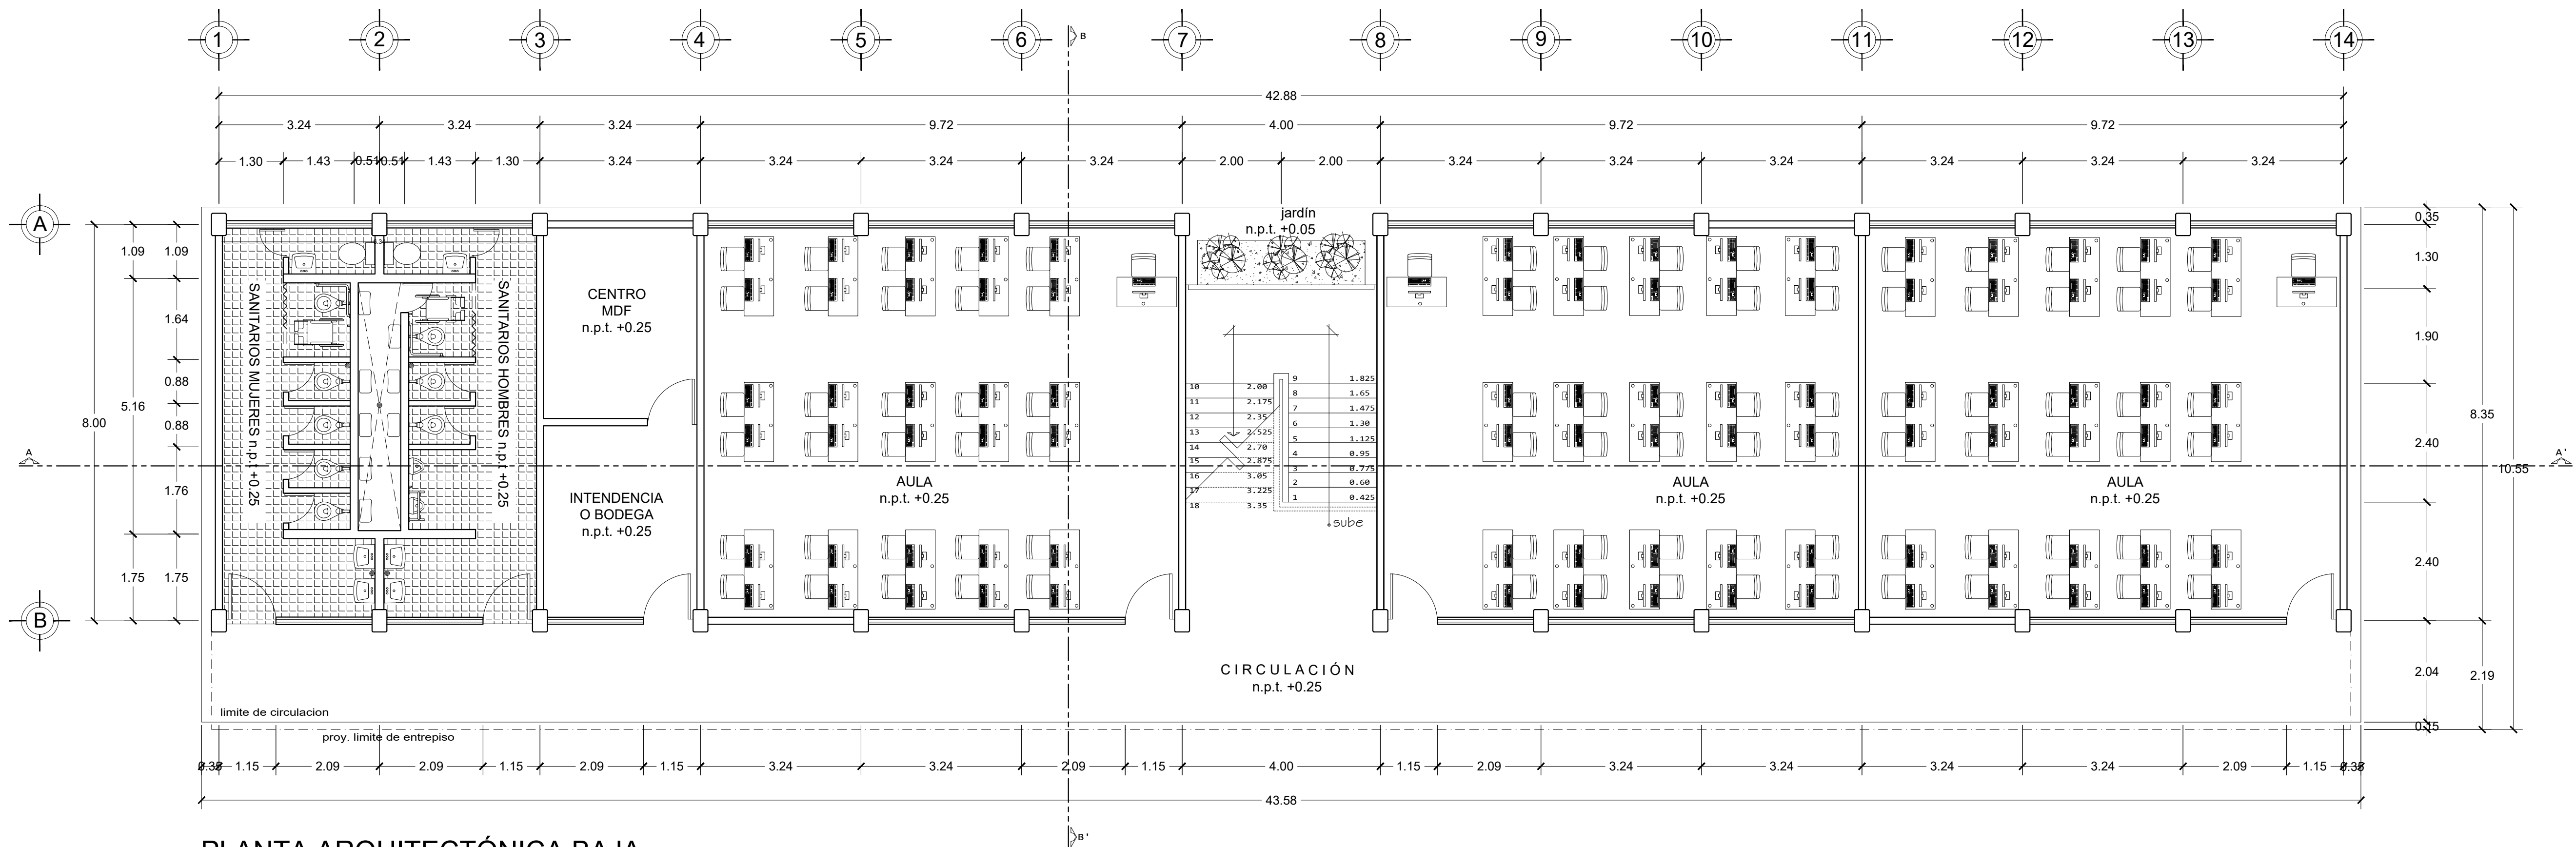 1 2 3 4 5 6 B 7 8 9 10 11 12 13 14
42.88
3.24 3.24 3.24 9.72 4.00 9.72 9.72
1.30 1.43 0.51 0.51 1.43 1.30 3.24 3.24 3.24 3.24 2.00 2.00 3.24 3.24 3.24 3.24 3.24 3.24
A
8.00
1.09 5.16 1.75
1.09 1.64 0.88 0.88 1.76 1.75
B
A
SANITARIOS MUJERES n.p.t +0.25
SANITARIOS HOMBRES n.p.t +0.25
CENTRO
MDF
n.p.t. +0.25
INTENDENCIA
O BODEGA
n.p.t. +0.25
AULA
n.p.t. +0.25
jardín
n.p.t. +0.05
9 1.825
10 2.00 8 1.65
11 2.175 7 1.475
12 2.35 6 1.30
13 2.525 5 1.125
14 2.70 4 0.95
15 2.875 3 0.775
16 3.05 2 0.60
17 3.225 1 0.425
18 3.35
sube
AULA
n.p.t. +0.25
AULA
n.p.t. +0.25
0.35 1.30 1.90 2.40 2.40 2.04 0.15
8.35 2.19
10.55
A'
CIRCULACIÓN
n.p.t. +0.25
limite de circulacion
proy. limite de entrepiso
1.15 2.09 2.09 1.15 2.09 1.15 3.24 3.24 2.09 1.15 4.00 1.15 2.09 3.24 3.24 3.24 3.24 2.09 1.15
43.58
B'
PLANTA ARQUITECTÓNICA BAJA